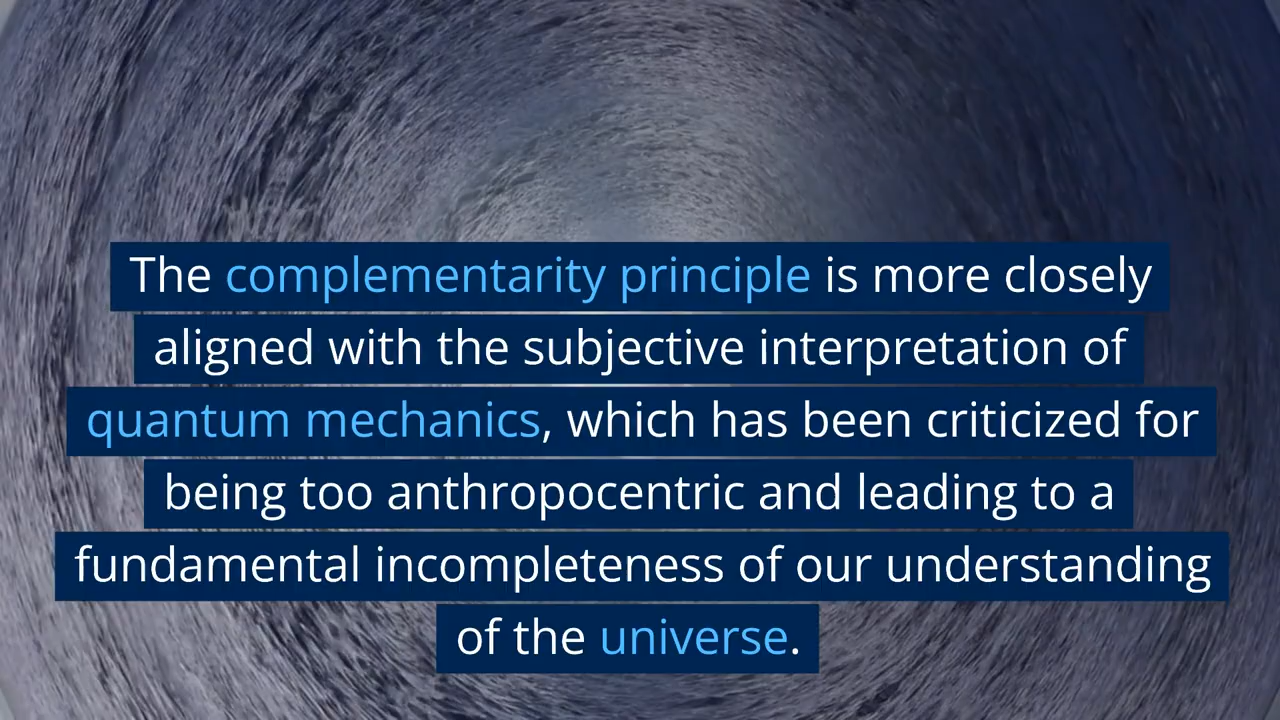 The complementarity principle is more closely
aligned with the subjective interpretation of
quantum mechanics, which has been criticized for
being too anthropocentric and leading to a
fundamental incompleteness of our understanding
of the universe.